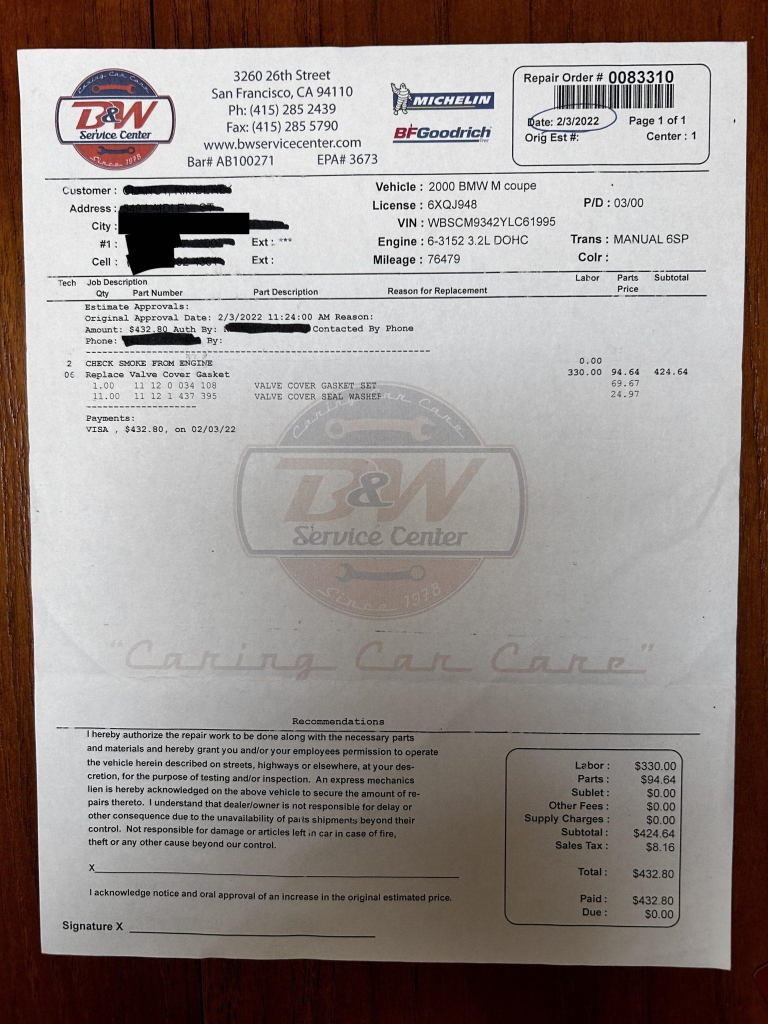 Caring Car Care
B&W
Service Center
Since 1978
3260 26th Street
San Francisco, CA 94110
Ph: (415) 285 2439
Fax: (415) 285 5790
www.bwservicecenter.com
Bar# AB100271 EPA# 3673
MICHELIN
BFGoodrich
Tires
Repair Order # 0083310
Date: 2/3/2022 Page 1 of 1
Orig Est #: Center : 1
Customer :
Address :
City :
#1 : Ext : ***
Cell : Ext :
Vehicle : 2000 BMW M coupe
License : 6XQJ948 P/D : 03/00
VIN : WBSCM9342YLC61995
Engine : 6-3152 3.2L DOHC Trans : MANUAL 6SP
Mileage : 76479 Colr :
Tech Job Description Labor Parts Subtotal
Qty Part Number Part Description Reason for Replacement Price
Estimate Approvals:
Original Approval Date: 2/3/2022 11:24:00 AM Reason:
Amount: $432.80 Auth By: Contacted By Phone
Phone: By:
2 CHECK SMOKE FROM ENGINE 0.00
06 Replace Valve Cover Gasket 330.00 94.64 424.64
1.00 11 12 0 034 108 VALVE COVER GASKET SET 69.67
11.00 11 12 1 437 395 VALVE COVER SEAL WASHER 24.97
Payments:
VISA , $432.80, on 02/03/22
Caring Car Care
B&W
Service Center
Since 1978
"Caring Car Care"
Recommendations
I hereby authorize the repair work to be done along with the necessary parts
and materials and hereby grant you and/or your employees permission to operate
the vehicle herein described on streets, highways or elsewhere, at your des-
cretion, for the purpose of testing and/or inspection. An express mechanics
lien is hereby acknowledged on the above vehicle to secure the amount of re-
pairs thereto. I understand that dealer/owner is not responsible for delay or
other consequence due to the unavailability of parts shipments beyond their
control. Not responsible for damage or articles left in car in case of fire,
theft or any other cause beyond our control.
X
I acknowledge notice and oral approval of an increase in the original estimated price.
Signature X
Labor : $330.00
Parts : $94.64
Sublet : $0.00
Other Fees : $0.00
Supply Charges : $0.00
Subtotal : $424.64
Sales Tax : $8.16
Total : $432.80
Paid : $432.80
Due : $0.00